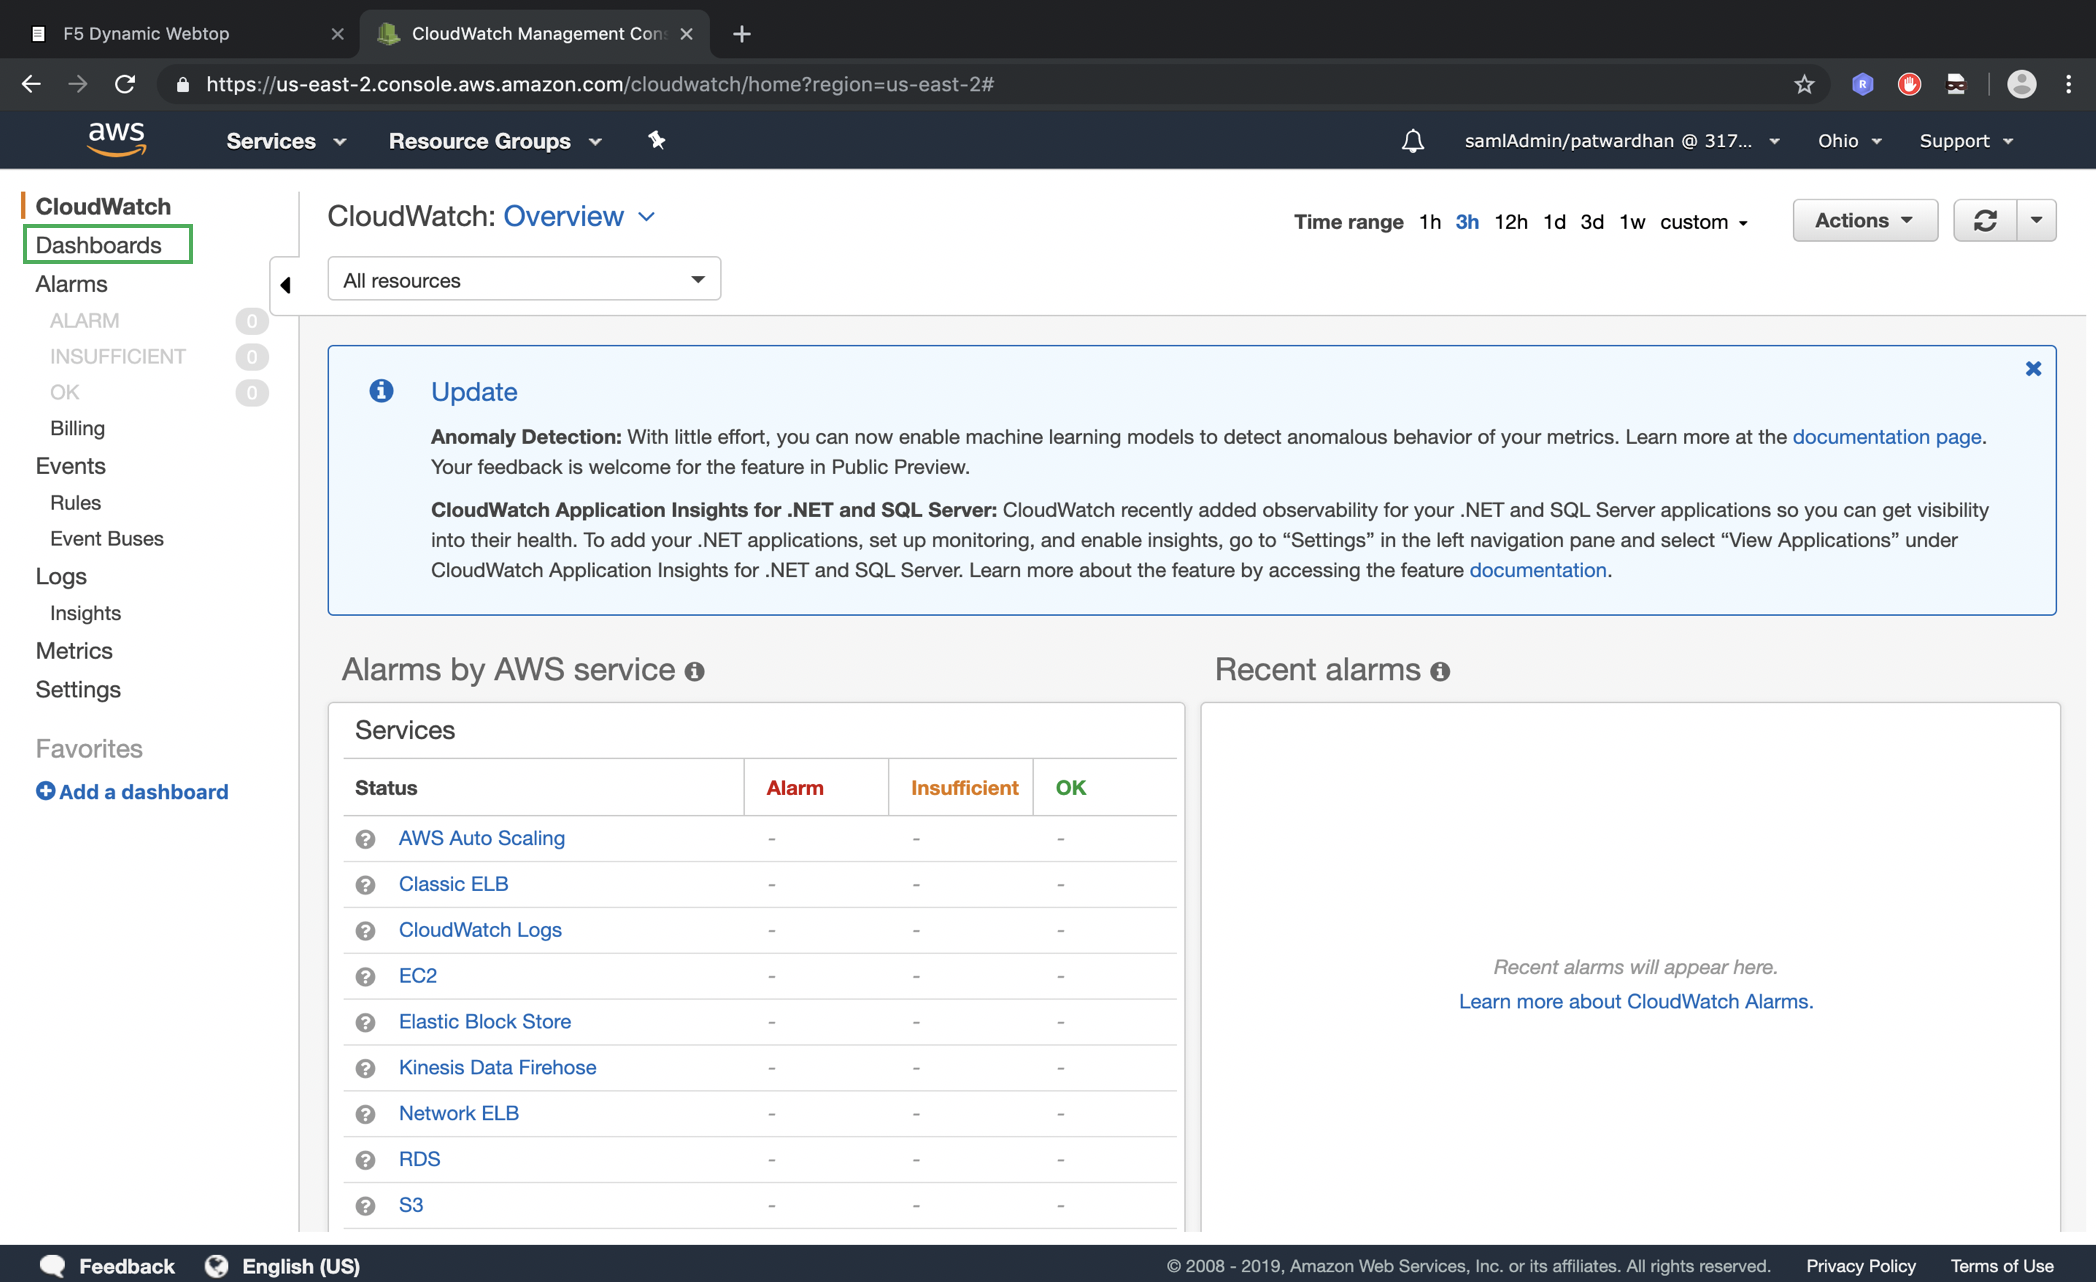 F5 Dynamic Webtop
CloudWatch Management Con
https://us-east-2.console.aws.amazon.com/cloudwatch/home?region=us-east-2#
R
aws
Services
Resource Groups
samlAdmin/patwardhan @ 317...
Ohio
Support
CloudWatch
Dashboards
Alarms
ALARM 0
INSUFFICIENT 0
OK 0
Billing
Events
Rules
Event Buses
Logs
Insights
Metrics
Settings
Favorites
Add a dashboard
CloudWatch: Overview
Time range 1h 3h 12h 1d 3d 1w custom
Actions
All resources
Update
Anomaly Detection: With little effort, you can now enable machine learning models to detect anomalous behavior of your metrics. Learn more at the documentation page.
Your feedback is welcome for the feature in Public Preview.
CloudWatch Application Insights for .NET and SQL Server: CloudWatch recently added observability for your .NET and SQL Server applications so you can get visibility
into their health. To add your .NET applications, set up monitoring, and enable insights, go to “Settings” in the left navigation pane and select “View Applications” under
CloudWatch Application Insights for .NET and SQL Server. Learn more about the feature by accessing the feature documentation.
Alarms by AWS service
Services
Status Alarm Insufficient OK
AWS Auto Scaling - - -
Classic ELB - - -
CloudWatch Logs - - -
EC2 - - -
Elastic Block Store - - -
Kinesis Data Firehose - - -
Network ELB - - -
RDS - - -
S3 - - -
Recent alarms
Recent alarms will appear here.
Learn more about CloudWatch Alarms.
Feedback
English (US)
© 2008 - 2019, Amazon Web Services, Inc. or its affiliates. All rights reserved.
Privacy Policy
Terms of Use